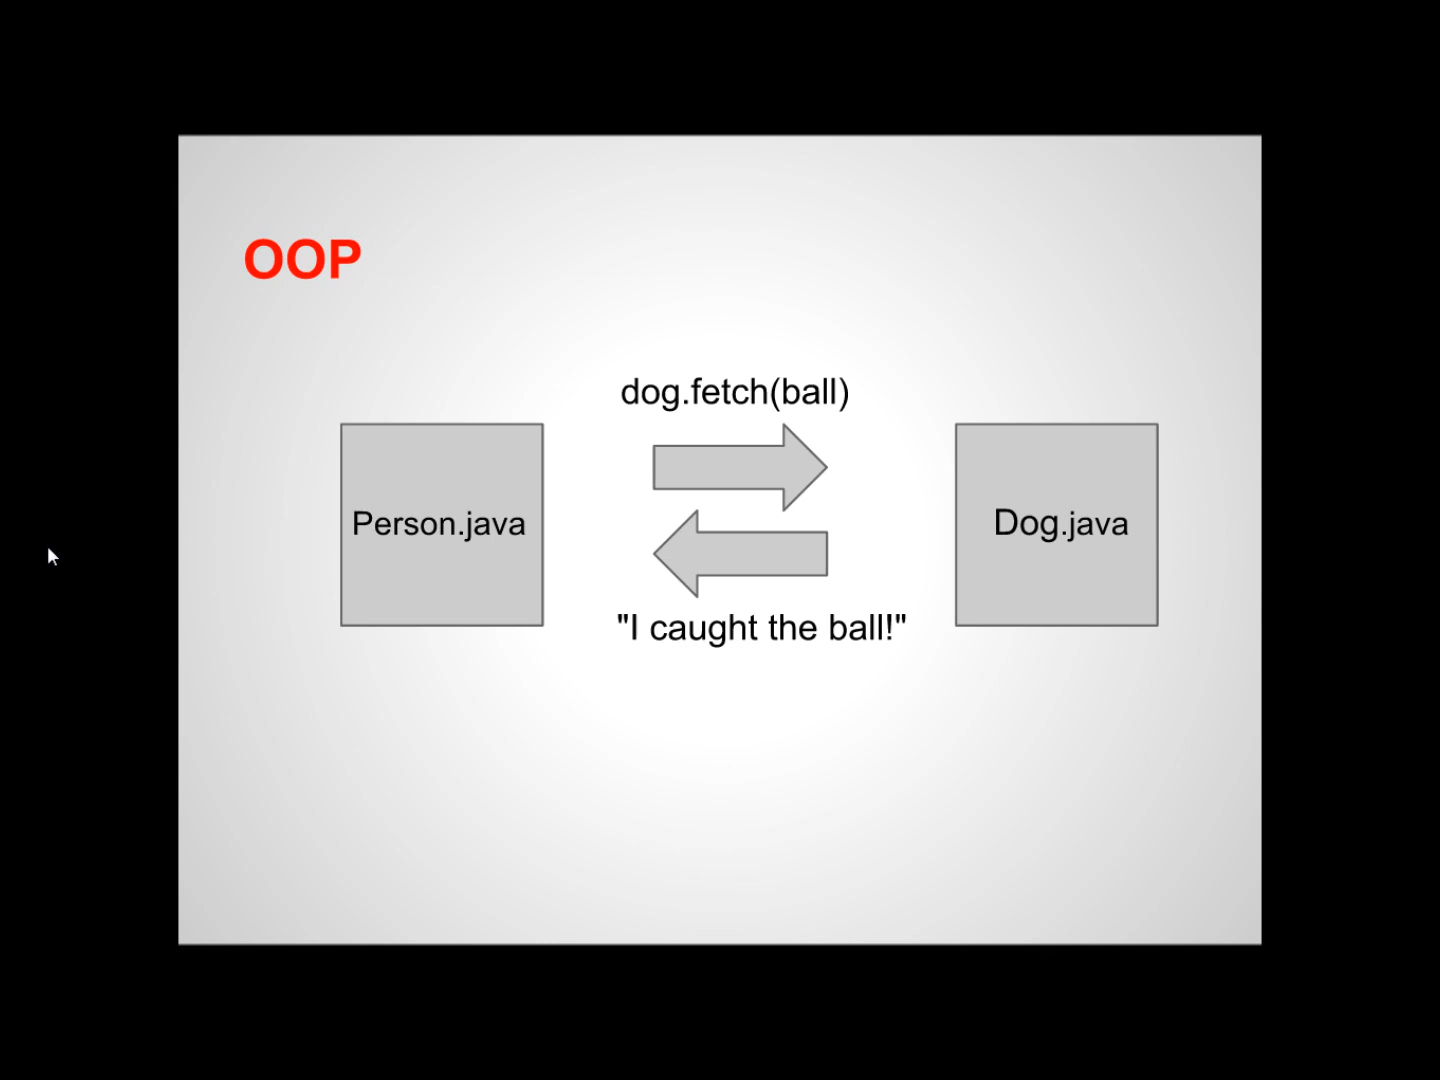 OOP
dog.fetch(ball)
Person.java
Dog.java
"I caught the ball!"